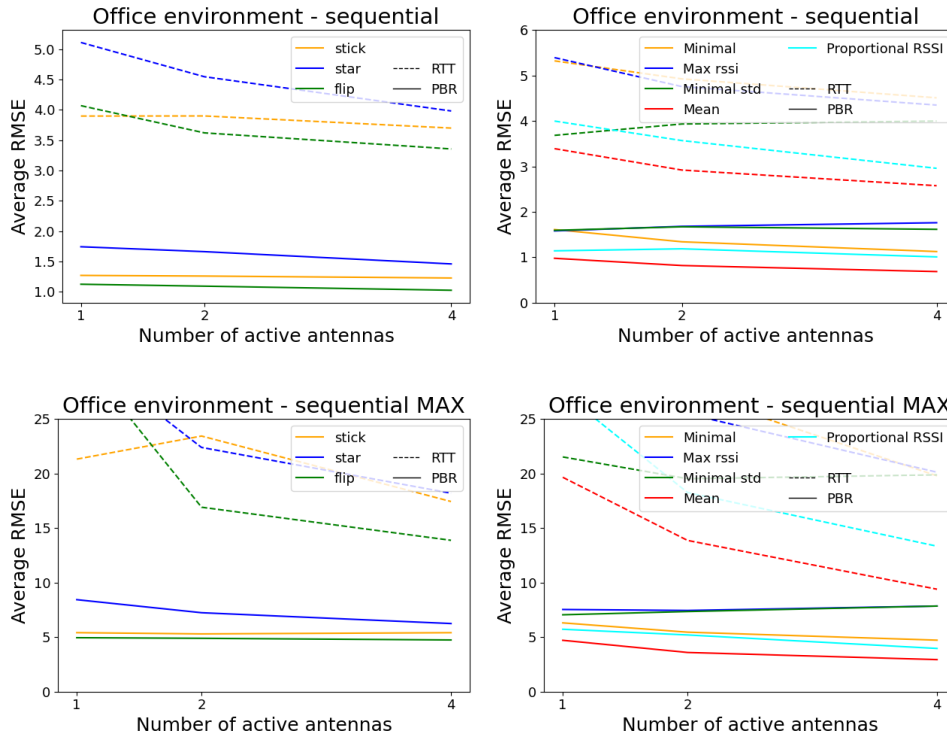 Office environment - sequential
5.0
4.5
4.0
3.5
3.0
2.5
2.0
1.5
1.0
Average RMSE
stick
star
flip
RTT
PBR
1
2
4
Number of active antennas
Office environment - sequential
6
5
4
3
2
1
0
Average RMSE
Minimal
Max rssi
Minimal std
Mean
Proportional RSSI
RTT
PBR
1
2
4
Number of active antennas
Office environment - sequential MAX
25
20
15
10
5
0
Average RMSE
stick
star
flip
RTT
PBR
1
2
4
Number of active antennas
Office environment - sequential MAX
25
20
15
10
5
0
Average RMSE
Minimal
Max rssi
Minimal std
Mean
Proportional RSSI
RTT
PBR
1
2
4
Number of active antennas